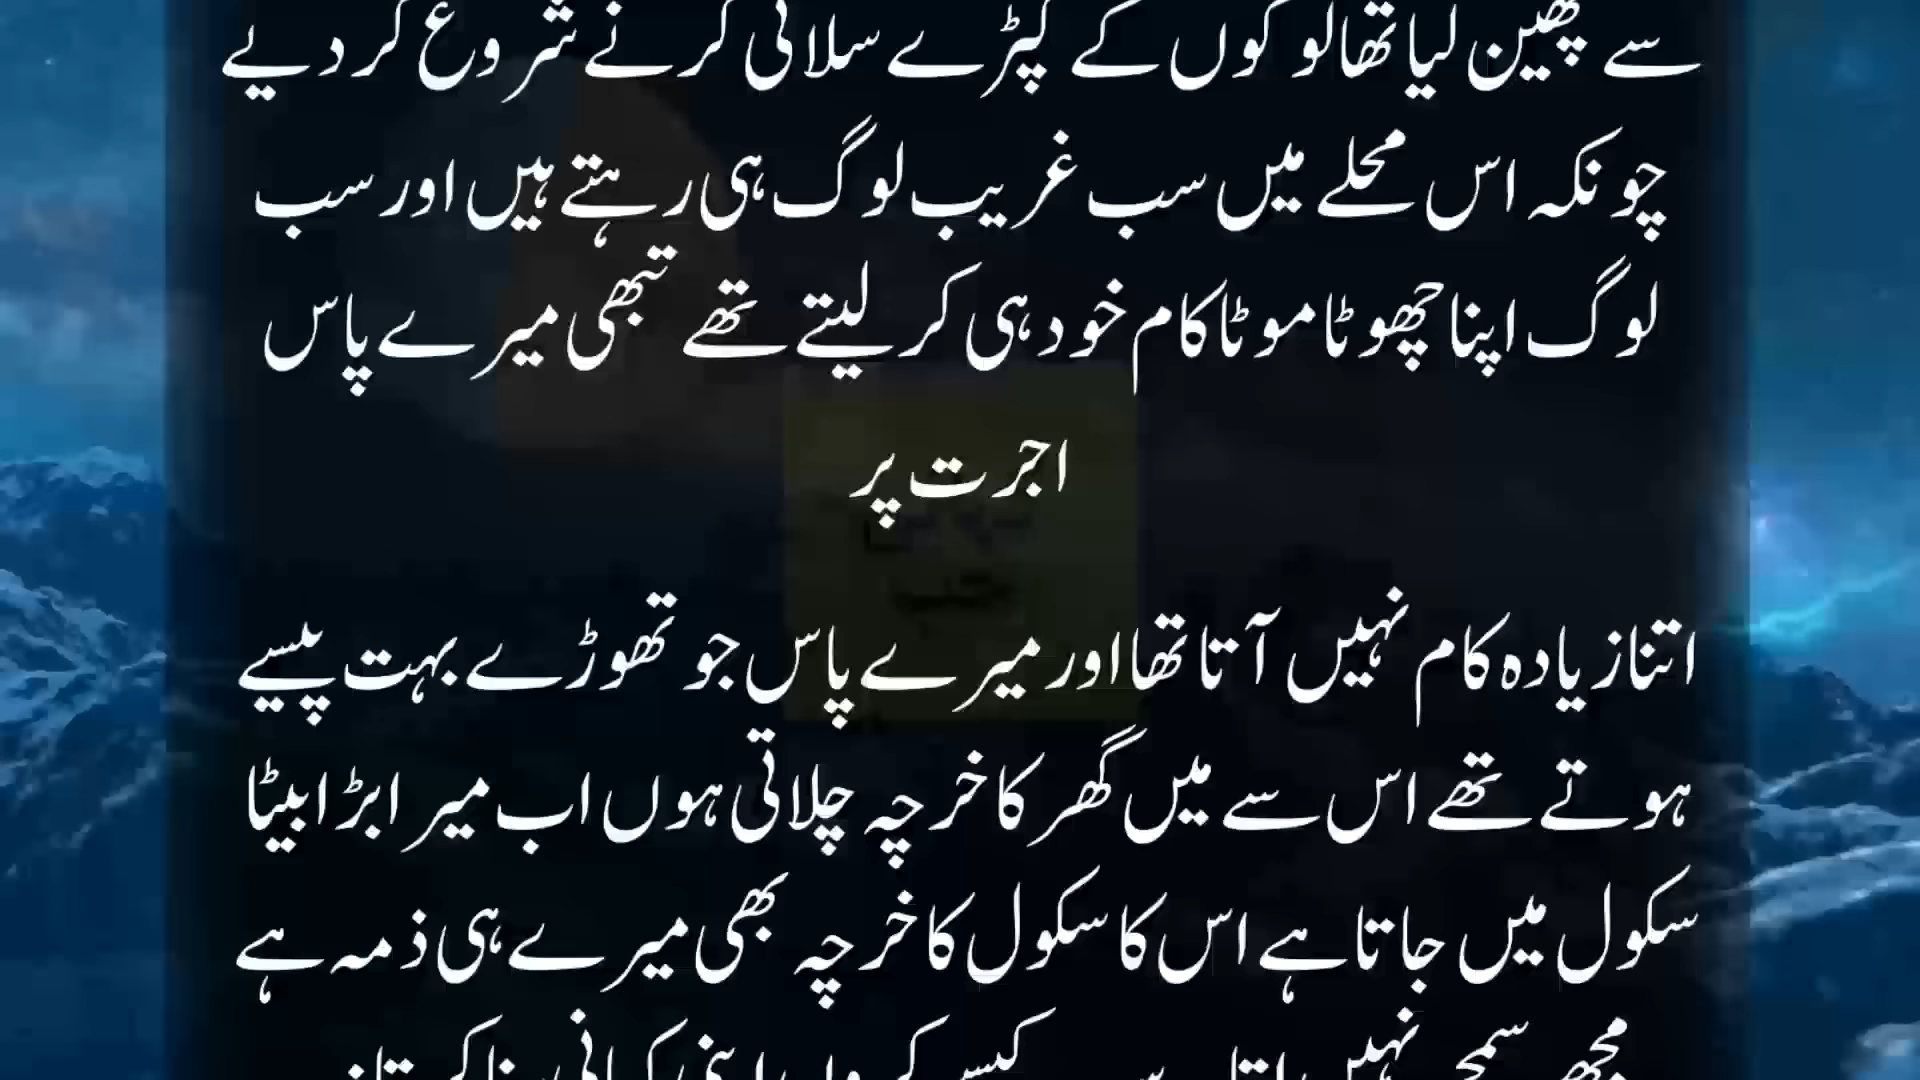 سے چھین لیا تھا لوگوں کے کپڑے سلائی کرنے شروع کر دیے
چونکہ اس محلے میں سب غریب لوگ ہی رہتے ہیں اور سب
لوگ اپنا چھوٹا موٹا کام خود ہی کر لیتے تھے تبھی میرے پاس
اجرت پر
اتنا زیادہ کام نہیں آتا تھا اور میرے پاس جو تھوڑے بہت پیسے
ہوتے تھے اس سے میں گھر کا خرچہ چلاتی ہوں اب میرا بڑا بیٹا
سکول میں جاتا ہے اس کا سکول کا خرچہ بھی میرے ہی ذمہ ہے
مجھے سمجھ نہیں